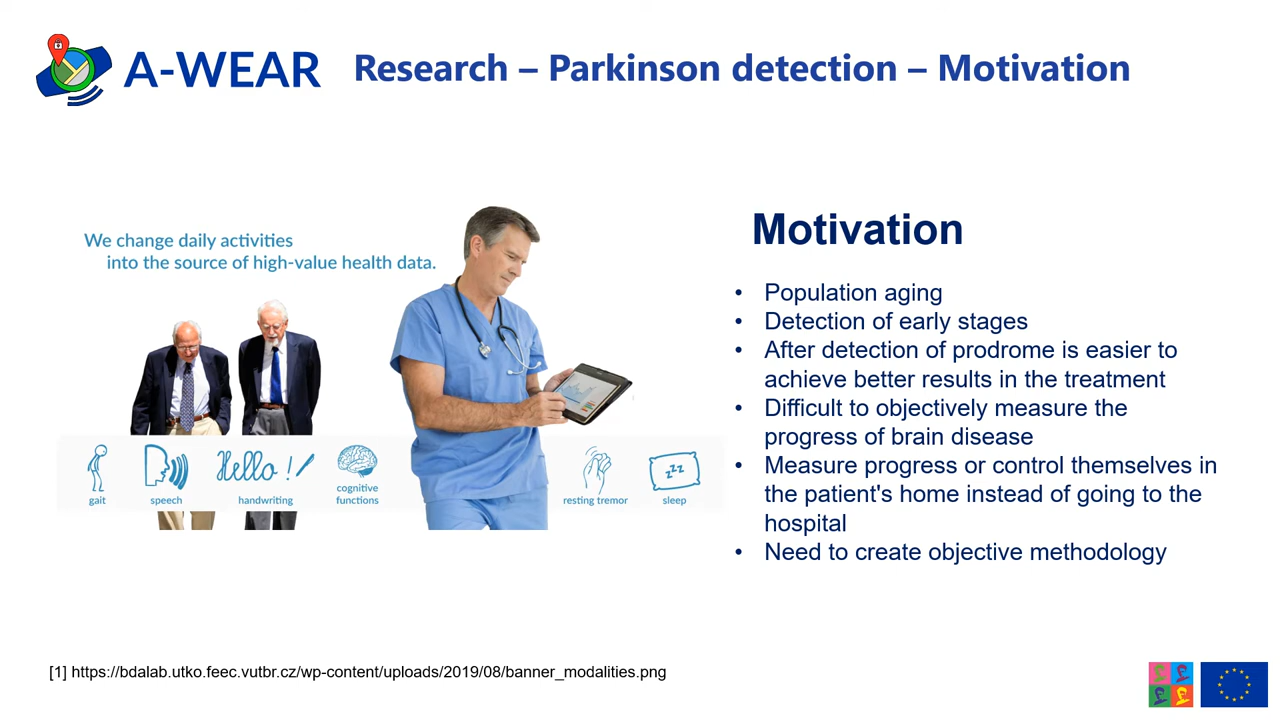 A-WEAR
Research – Parkinson detection – Motivation
We change daily activities
into the source of high-value health data.
Hello !
gait
speech
handwriting
cognitive
functions
resting tremor
zzz
sleep
Motivation
• Population aging
• Detection of early stages
• After detection of prodrome is easier to
achieve better results in the treatment
• Difficult to objectively measure the
progress of brain disease
• Measure progress or control themselves in
the patient's home instead of going to the
hospital
• Need to create objective methodology
[1] https://bdalab.utko.feec.vutbr.cz/wp-content/uploads/2019/08/banner_modalities.png